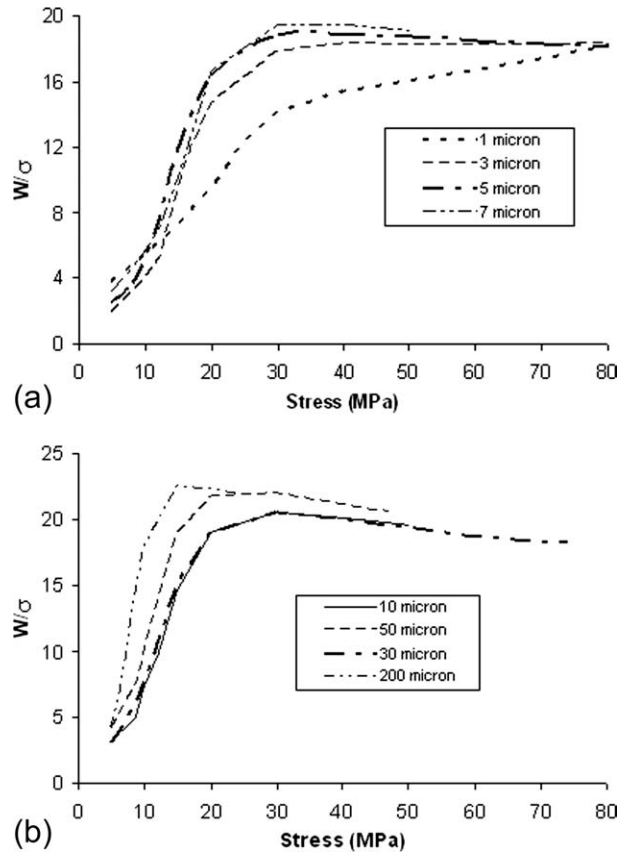 20
16
12
8
4
0
W/σ
1 micron
3 micron
5 micron
7 micron
0 10 20 30 40 50 60 70 80
Stress (MPa)
(a)
25
20
15
10
5
0
W/σ
10 micron
50 micron
30 micron
200 micron
0 10 20 30 40 50 60 70 80
Stress (MPa)
(b)